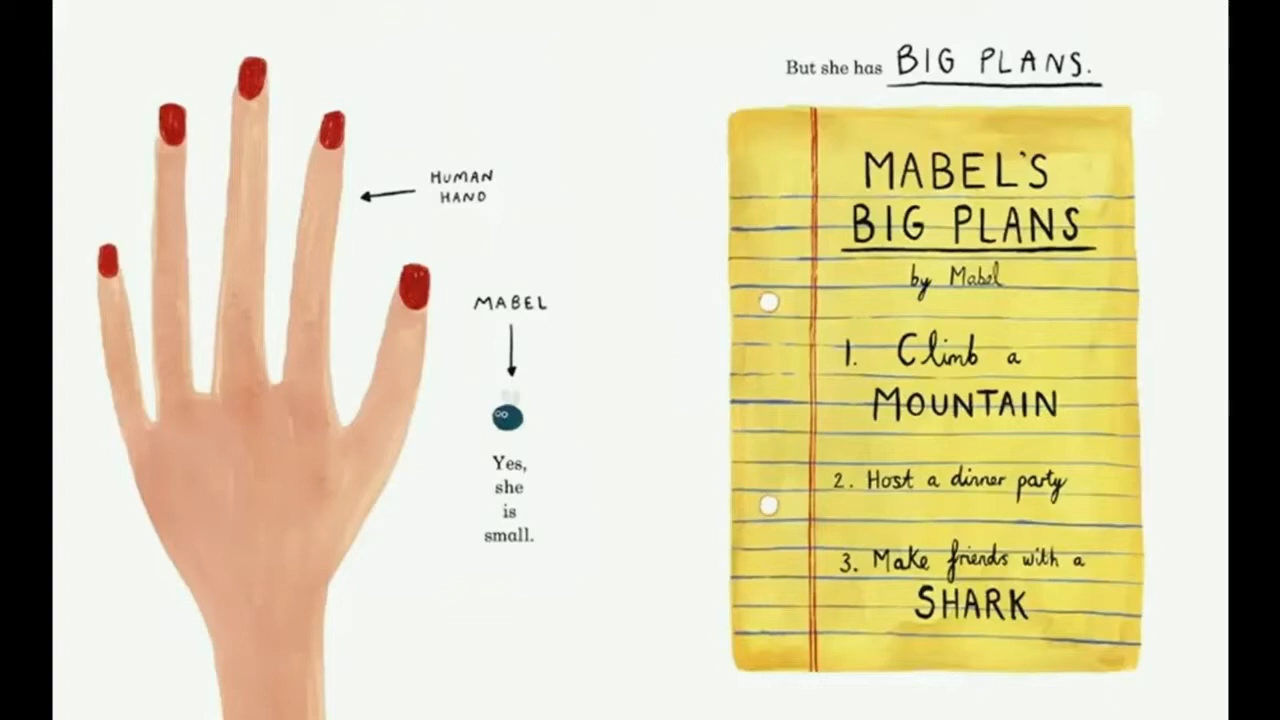 HUMAN
HAND
MABEL
Yes,
she
is
small.
But she has BIG PLANS.
MABEL'S
BIG PLANS
by Mabel
1. Climb a
MOUNTAIN
2. Host a dinner party
3. Make friends with a
SHARK